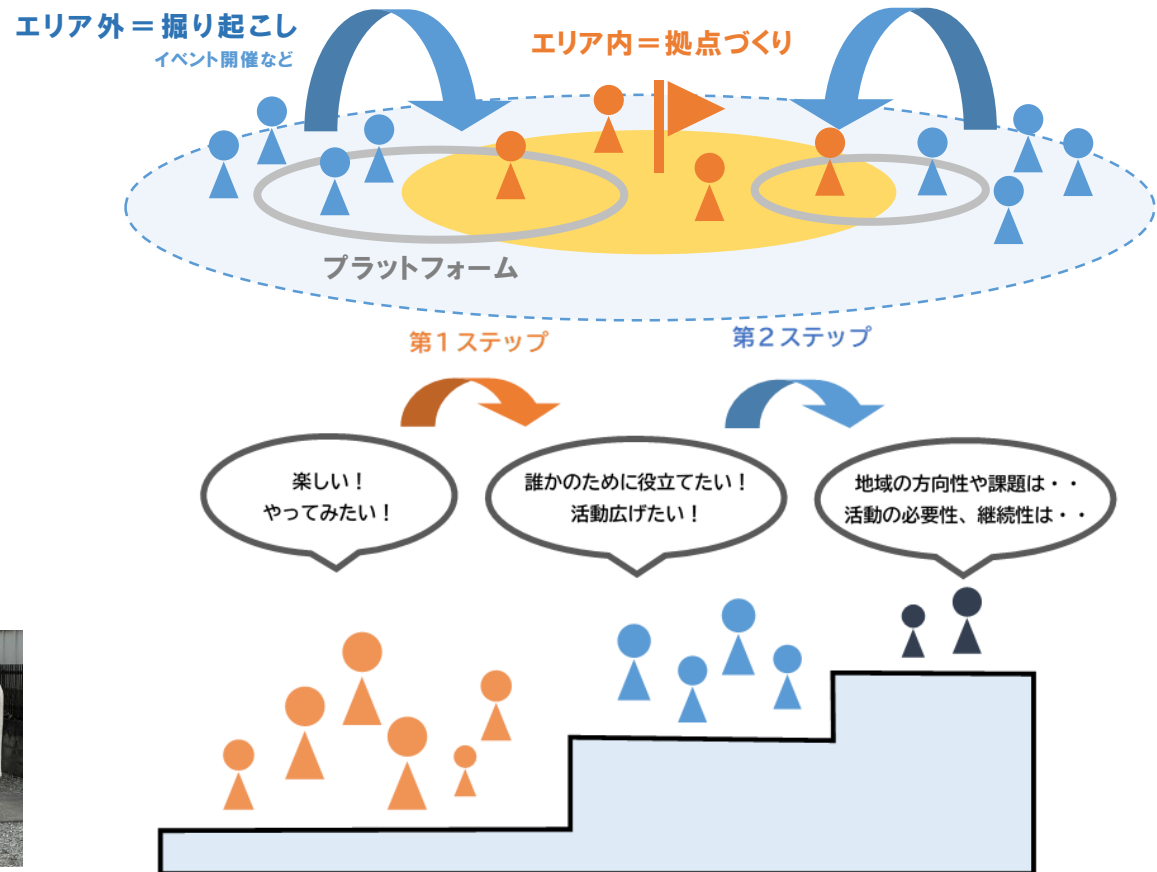 エリア外＝掘り起こし
イベント開催など
エリア内＝拠点づくり
プラットフォーム
第１ステップ
第２ステップ
楽しい！
やってみたい！
誰かのために役立てたい！
活動広げたい！
地域の方向性や課題は・・
活動の必要性、継続性は・・